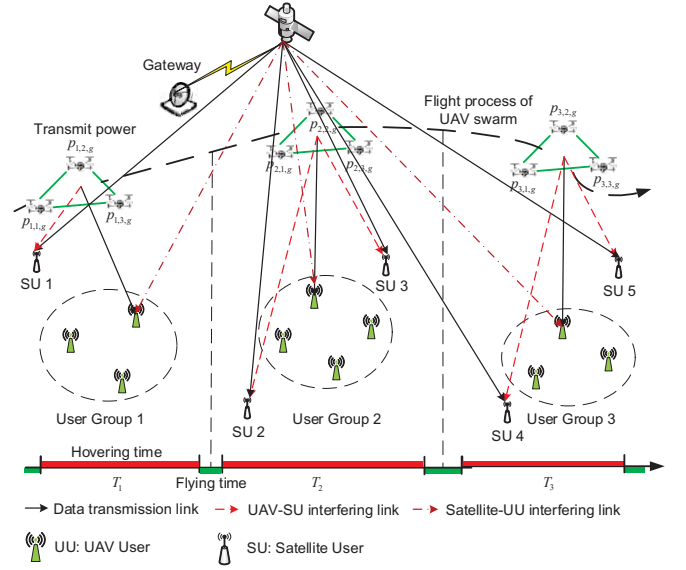 Gateway
Transmit power
Flight process of
UAV swarm
p1,2,g
p1,1,g
p1,3,g
p2,2,g
p2,1,g
p2,3,g
p3,2,g
p3,1,g
p3,3,g
SU 1
SU 3
SU 5
SU 2
SU 4
User Group 1
User Group 2
User Group 3
Hovering time
Flying time
T1
T2
T3
Data transmission link
UAV-SU interfering link
Satellite-UU interfering link
UU: UAV User
SU: Satellite User